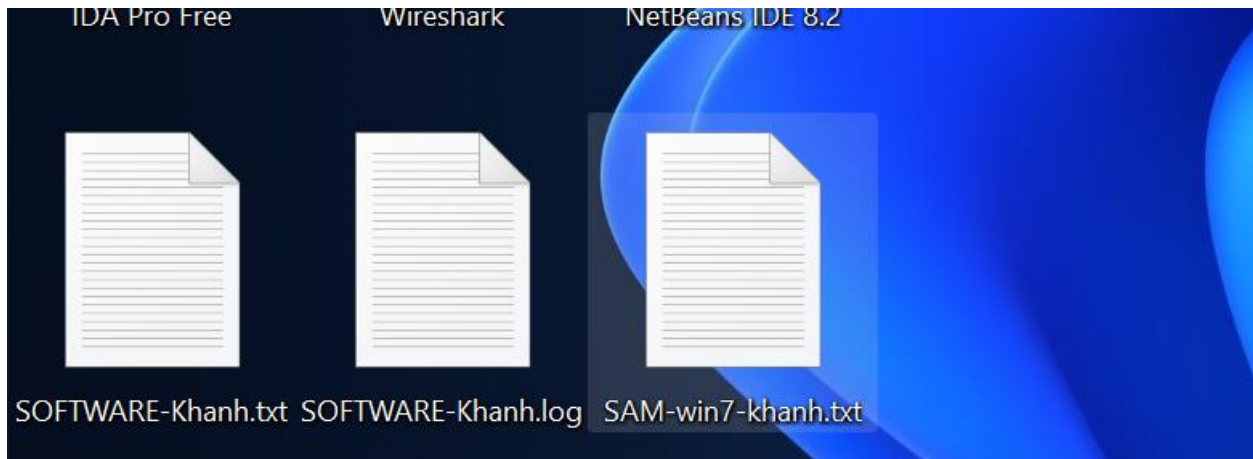 IDA Pro Free
Wireshark
NetBeans IDE 8.2
SOFTWARE-Khanh.txt
SOFTWARE-Khanh.log
SAM-win7-khanh.txt